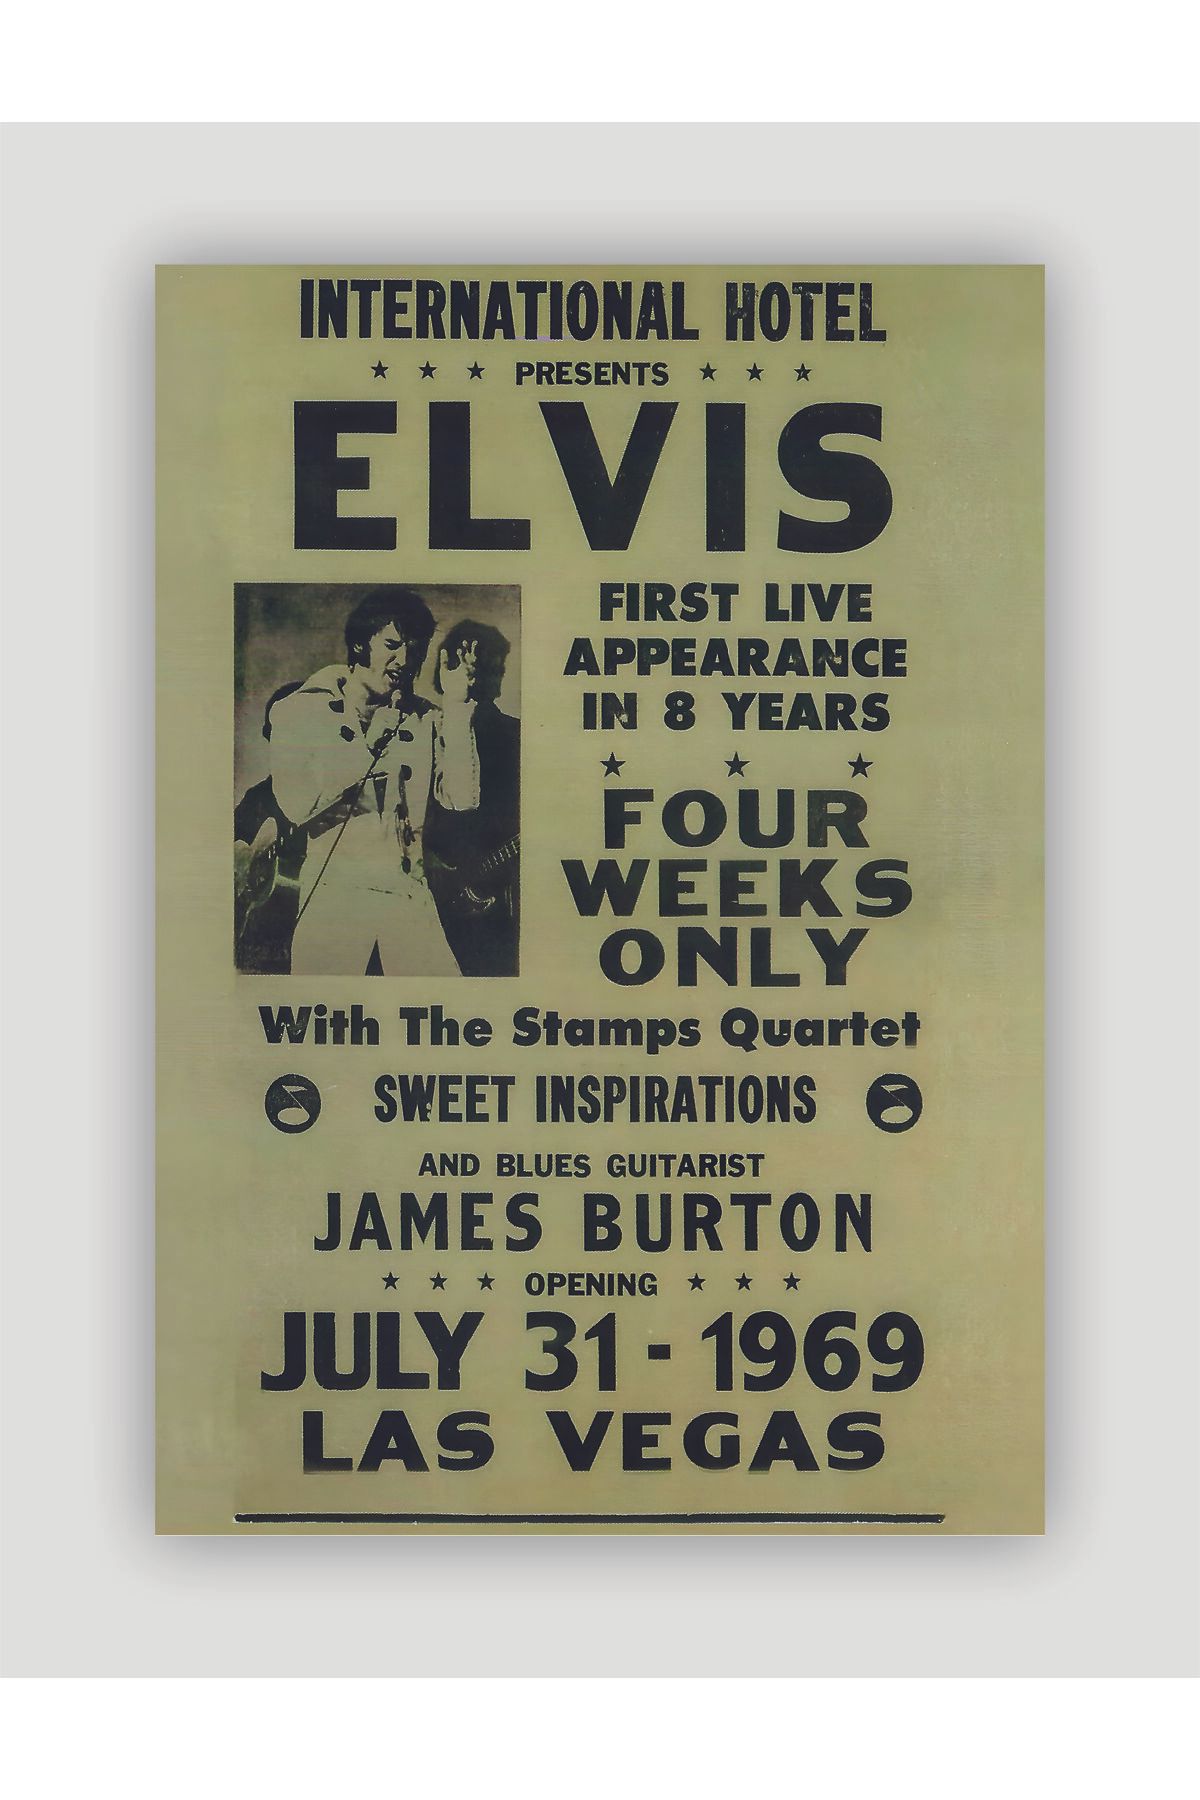 INTERNATIONAL HOTEL
PRESENTS
ELVIS
FIRST LIVE
APPEARANCE
IN 8 YEARS
FOUR
WEEKS
ONLY
With The Stamps Quartet
SWEET INSPIRATIONS
AND BLUES GUITARIST
JAMES BURTON
OPENING
JULY 31 - 1969
LAS VEGAS